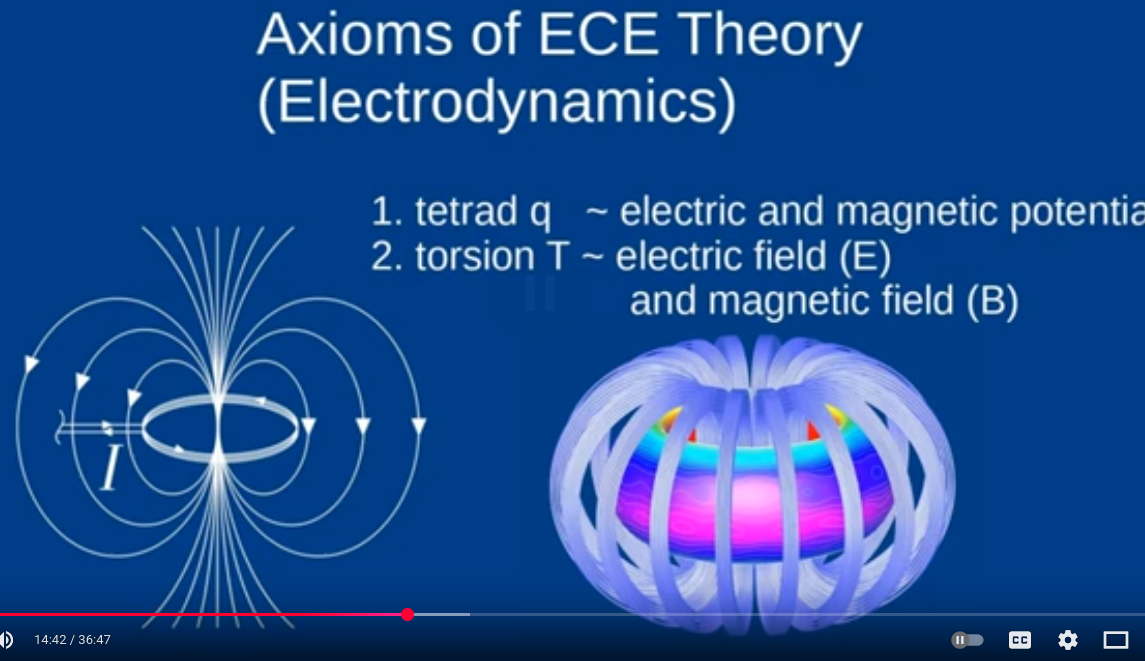 Axioms of ECE Theory
(Electrodynamics)
1. tetrad q ~ electric and magnetic potentia
2. torsion T ~ electric field (E)
and magnetic field (B)
I
14:42 / 36:47
CC